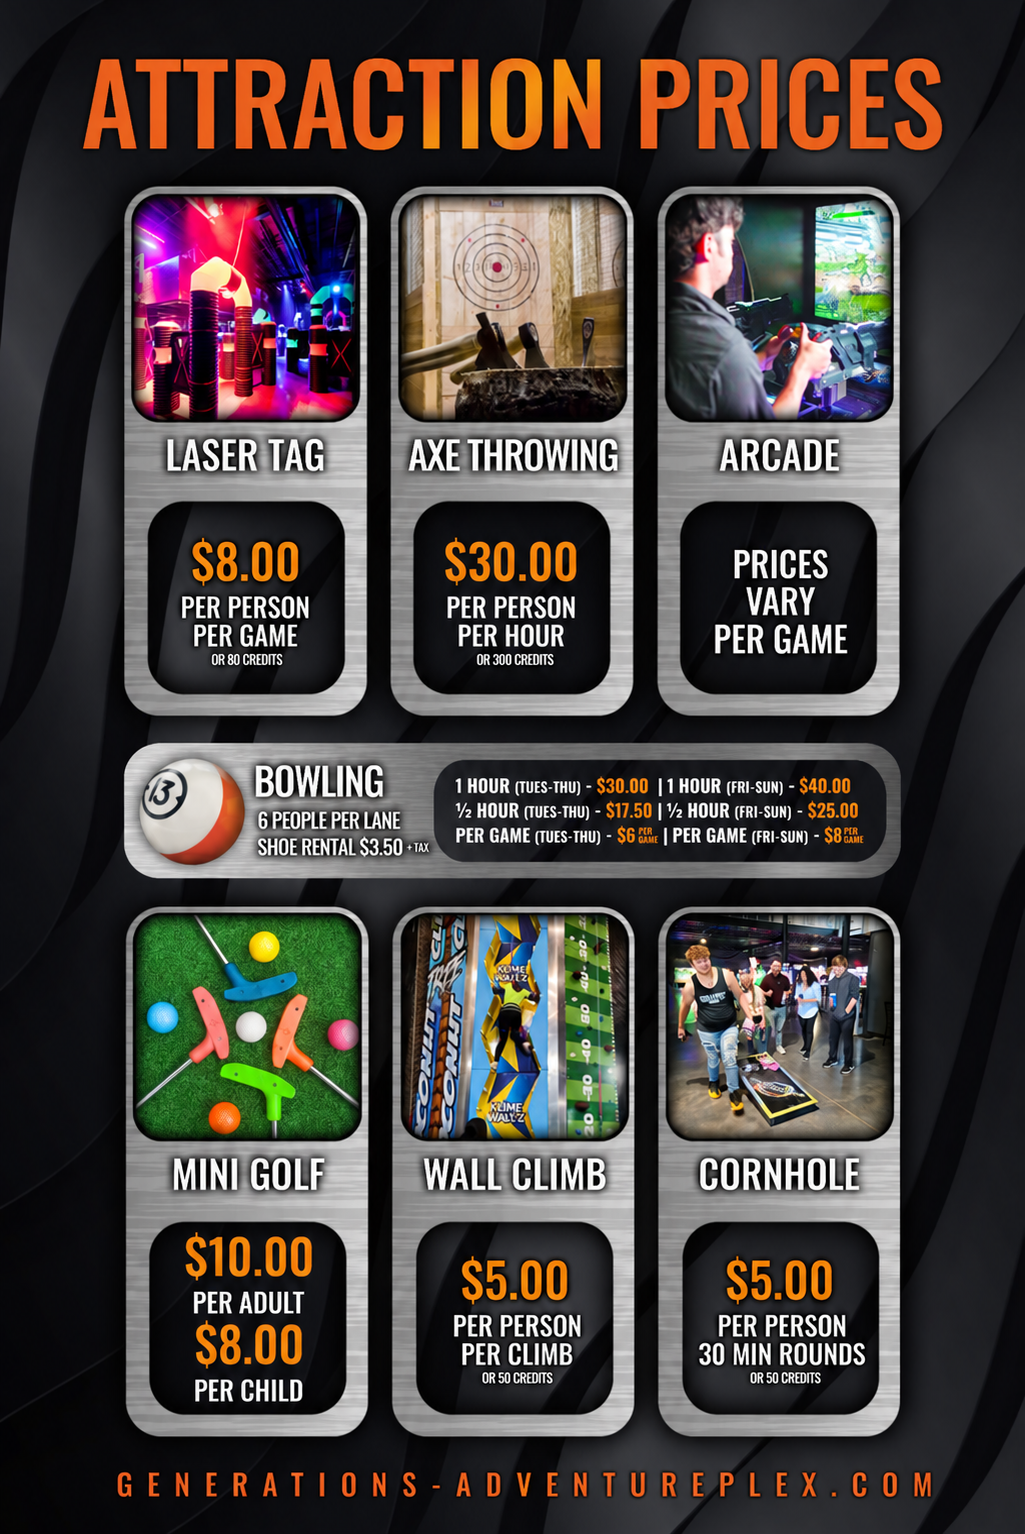 ATTRACTION PRICES
LASER TAG
$8.00
PER PERSON
PER GAME
OR 80 CREDITS
AXE THROWING
$30.00
PER PERSON
PER HOUR
OR 300 CREDITS
ARCADE
PRICES
VARY
PER GAME
13
BOWLING
6 PEOPLE PER LANE
SHOE RENTAL $3.50 + TAX
1 HOUR (TUES-THU) - $30.00 | 1 HOUR (FRI-SUN) - $40.00
½ HOUR (TUES-THU) - $17.50 | ½ HOUR (FRI-SUN) - $25.00
PER GAME (TUES-THU) - $6 PER GAME | PER GAME (FRI-SUN) - $8 PER GAME
MINI GOLF
$10.00
PER ADULT
$8.00
PER CHILD
KLIME
WALLZ
KLIME
WALLZ
WALL CLIMB
$5.00
PER PERSON
PER CLIMB
OR 50 CREDITS
CORNHOLE
$5.00
PER PERSON
30 MIN ROUNDS
OR 50 CREDITS
GENERATIONS-ADVENTUREPLEX.COM